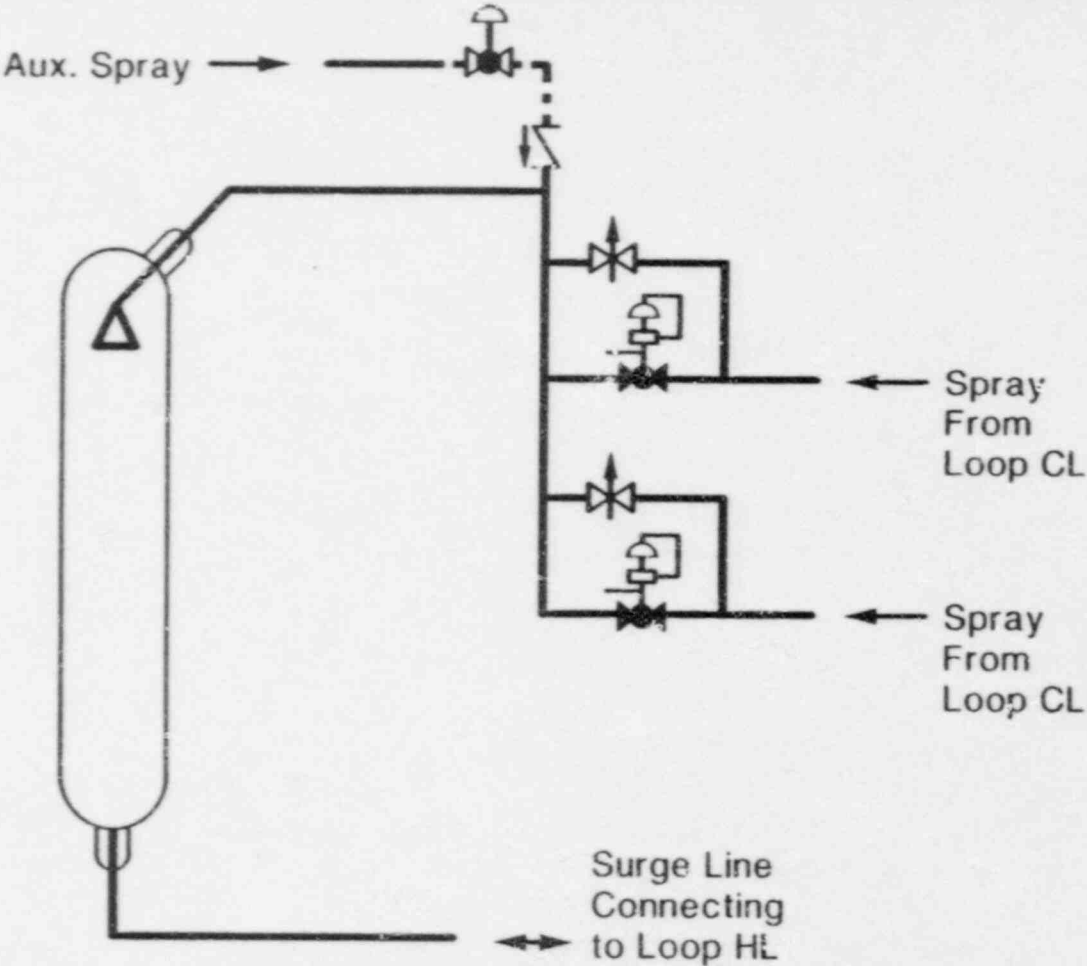 Aux. Spray
Spray
From
Loop CL
Spray
From
Loop CL
Surge Line
Connecting
to Loop HL